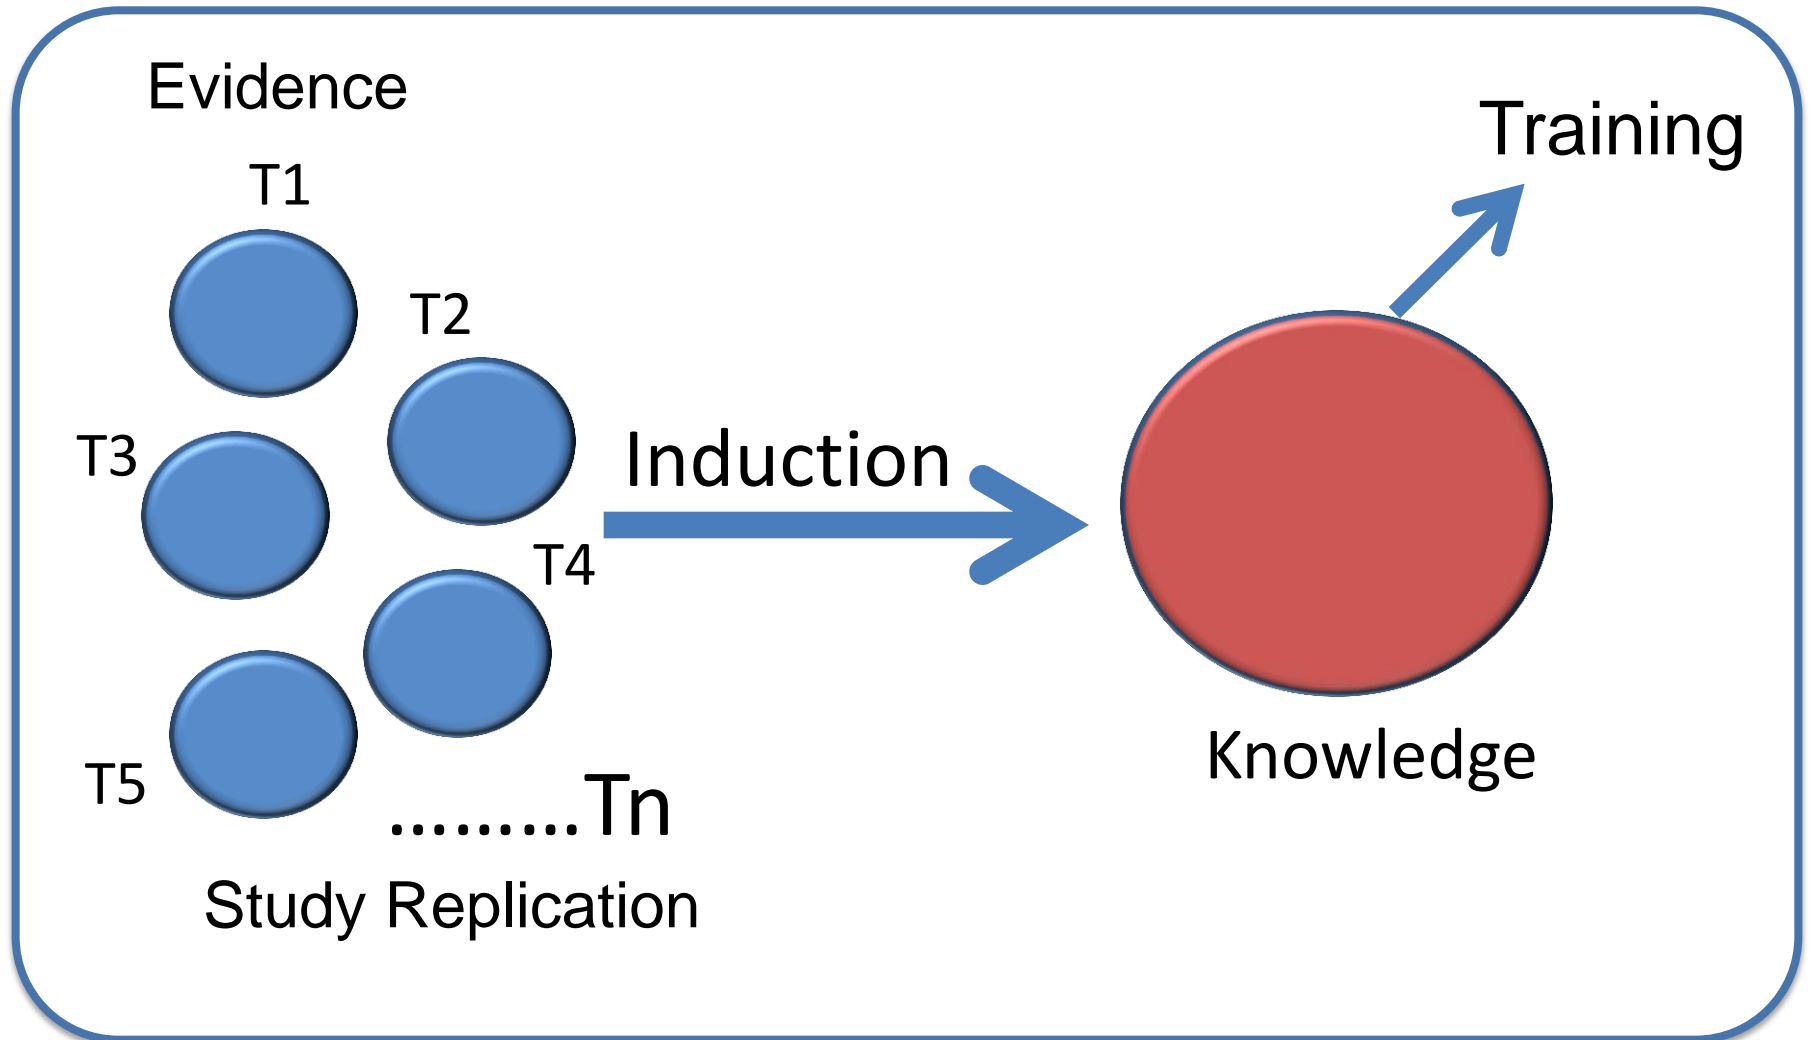 Evidence
Training
T1
T2
T3
Induction
T4
Knowledge
T5
.........Tn
Study Replication